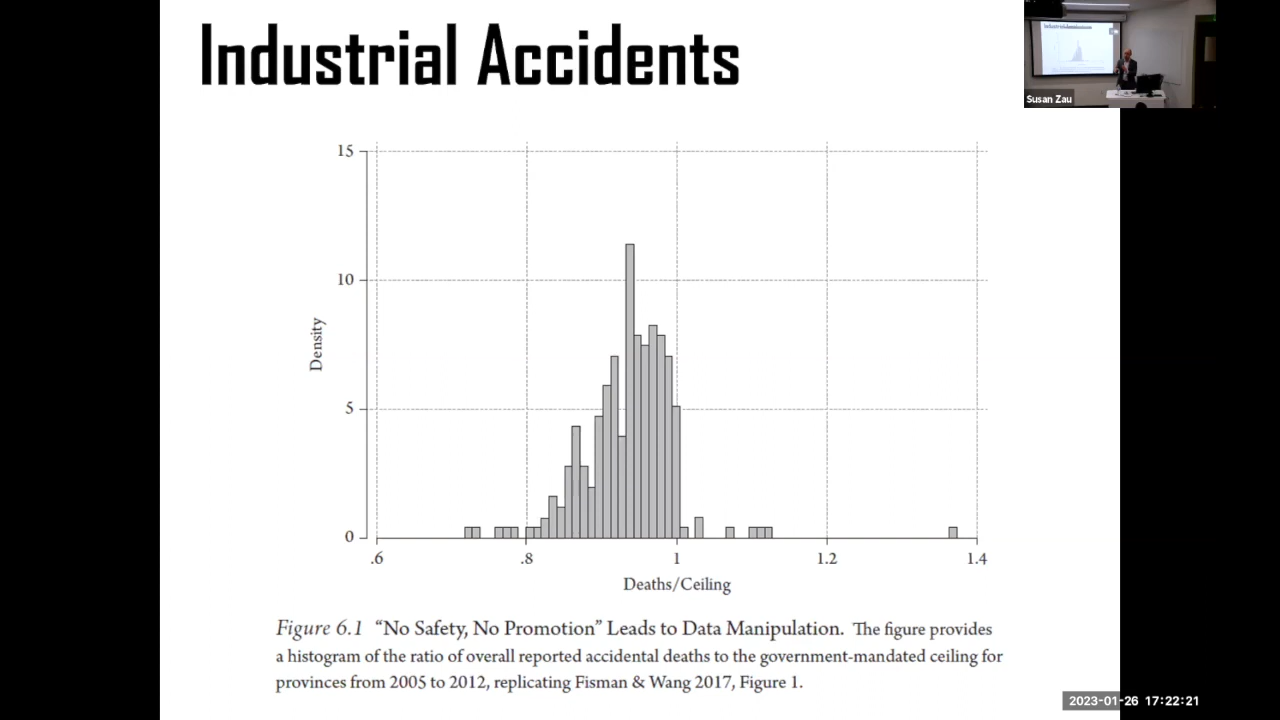 Industrial Accidents
Susan Zau
15
10
5
0
Density
.6 .8 1 1.2 1.4
Deaths/Ceiling
Figure 6.1 “No Safety, No Promotion” Leads to Data Manipulation. The figure provides
a histogram of the ratio of overall reported accidental deaths to the government-mandated ceiling for
provinces from 2005 to 2012, replicating Fisman & Wang 2017, Figure 1.
2023-01-26 17:22:21